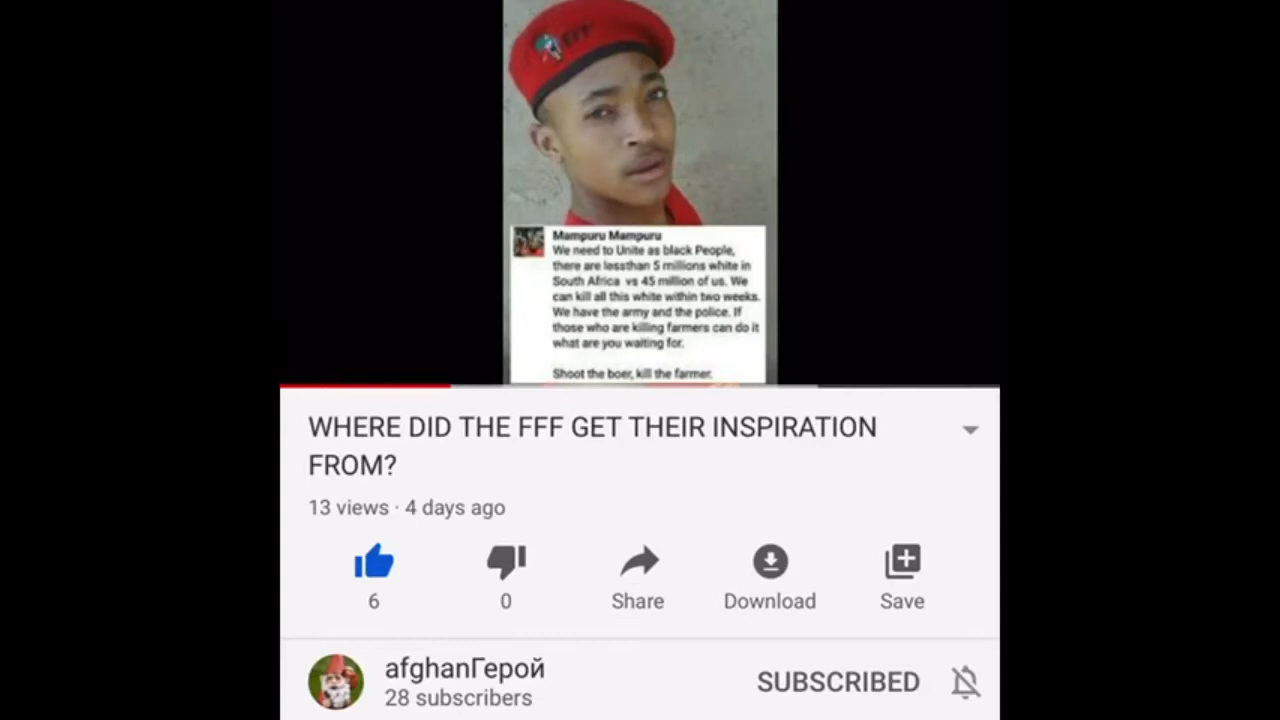 FFF
Mampuru Mampuru
We need to Unite as black People,
there are lessthan 5 millions white in
South Africa vs 45 million of us. We
can kill all this white within two weeks.
We have the army and the police. If
those who are killing farmers can do it
what are you waiting for.
Shoot the boer, kill the farmer.
WHERE DID THE FFF GET THEIR INSPIRATION
FROM?
13 views · 4 days ago
6
0
Share
Download
Save
afghanГерой
28 subscribers
SUBSCRIBED